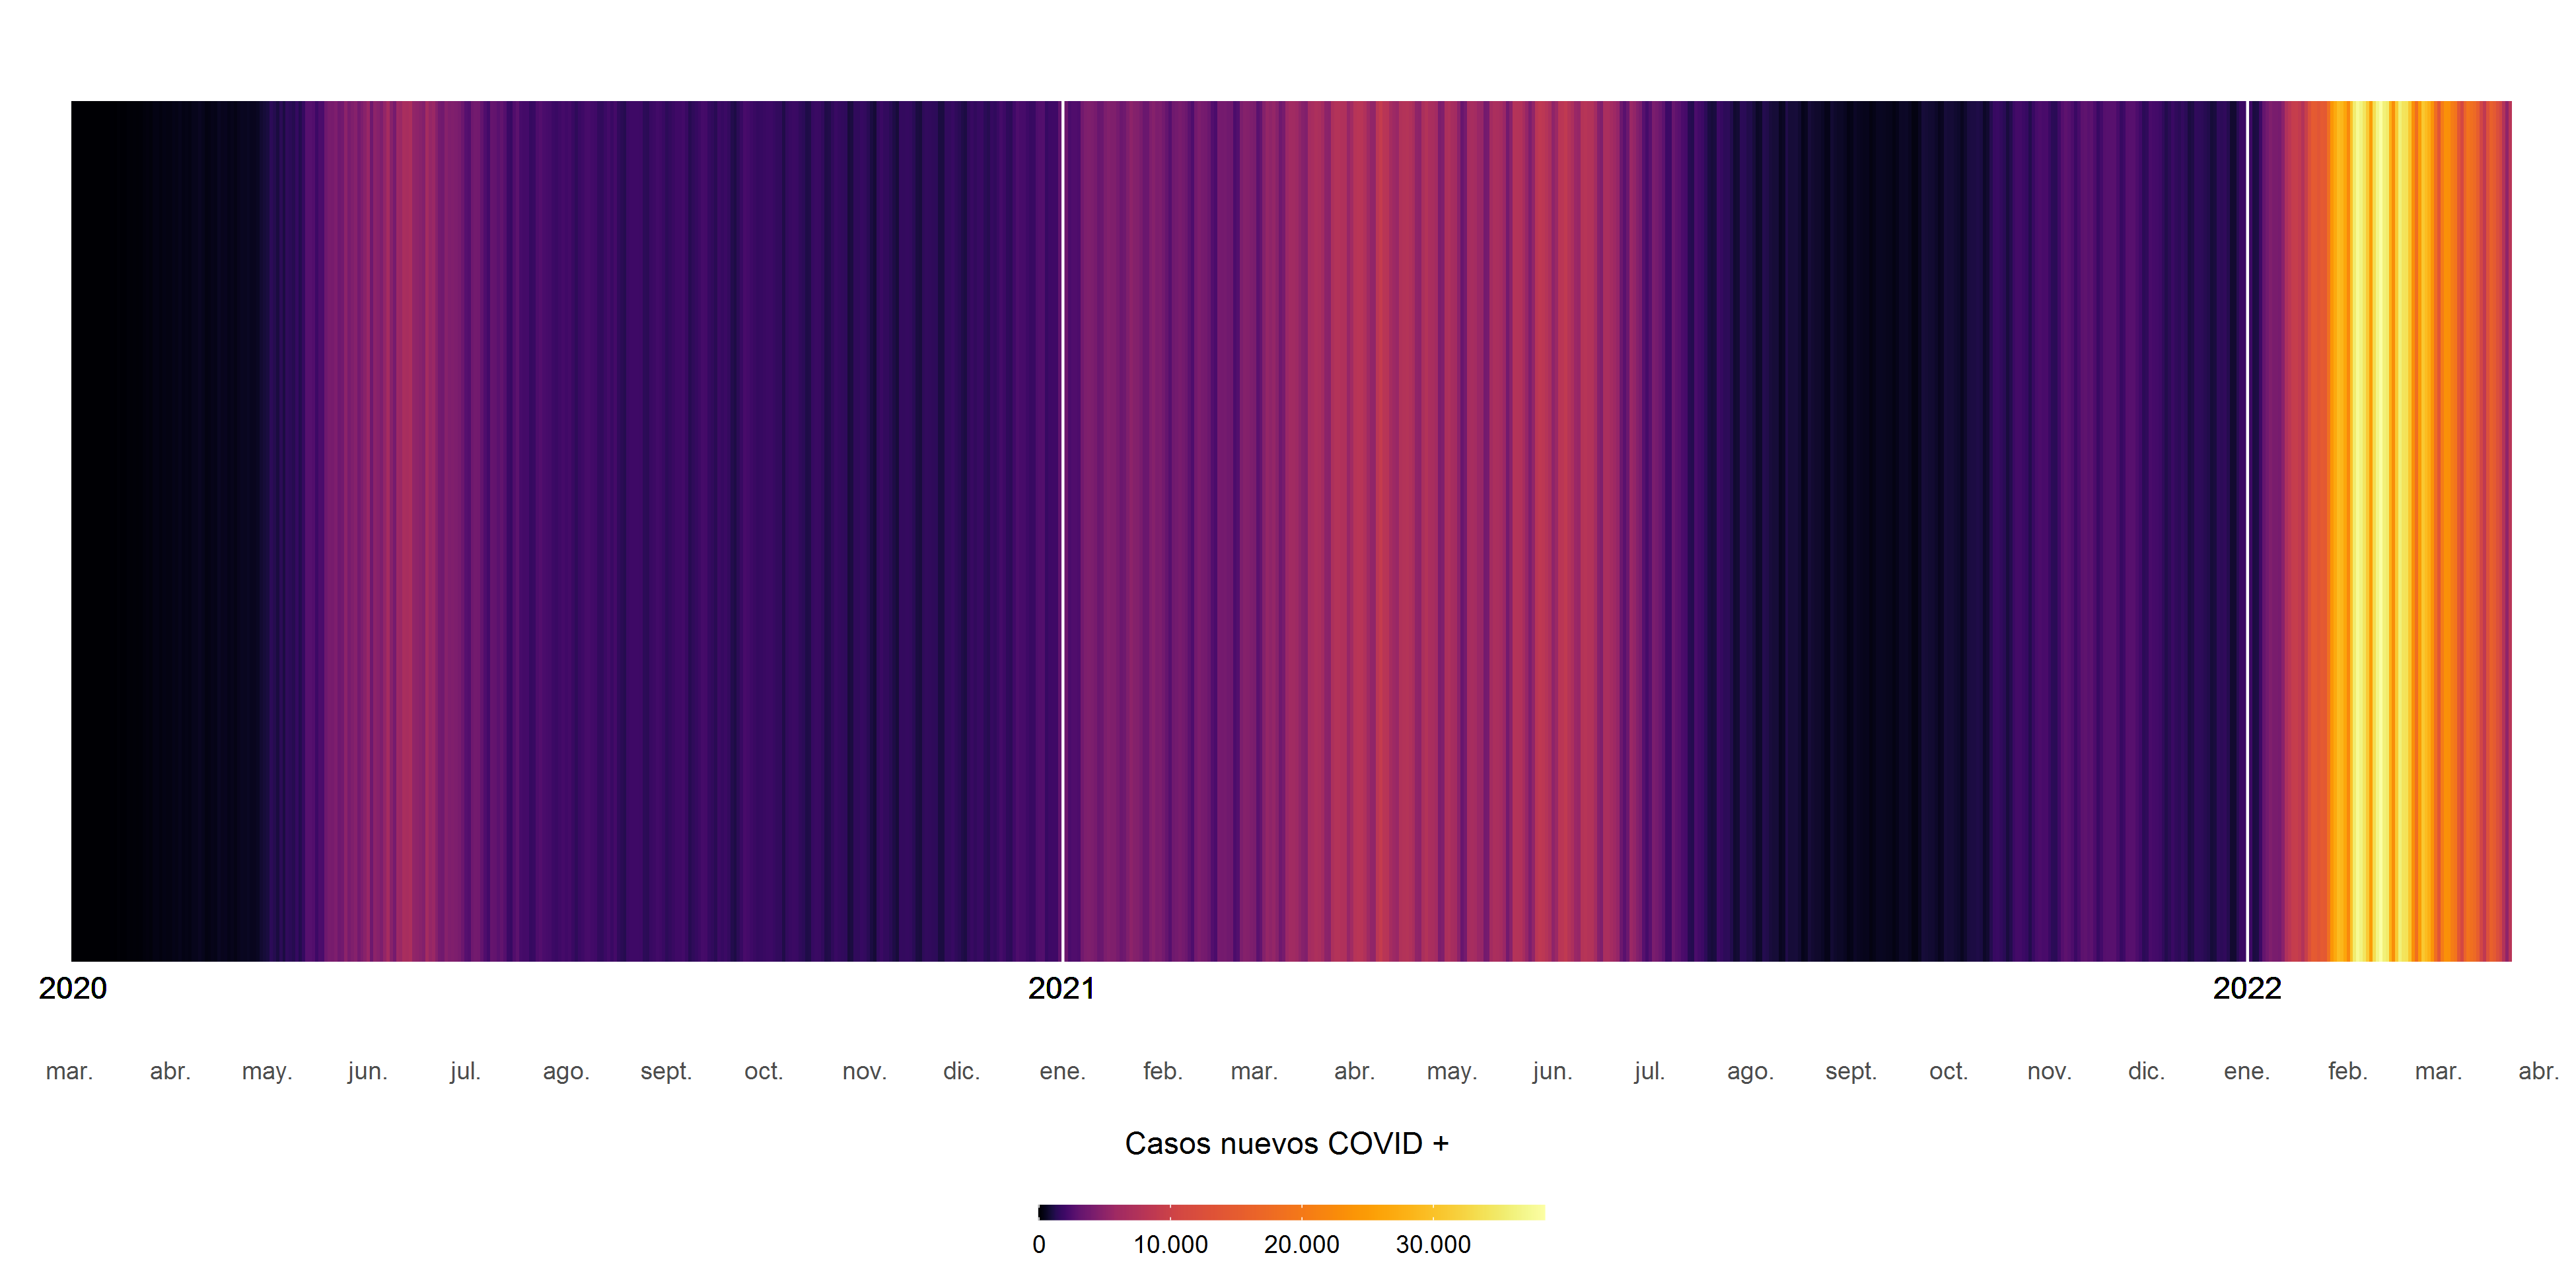 2020 2021 2022
mar. abr. may. jun. jul. ago. sept. oct. nov. dic. ene. feb. mar. abr. may. jun. jul. ago. sept. oct. nov. dic. ene. feb. mar. abr.
Casos nuevos COVID +
0 10.000 20.000 30.000